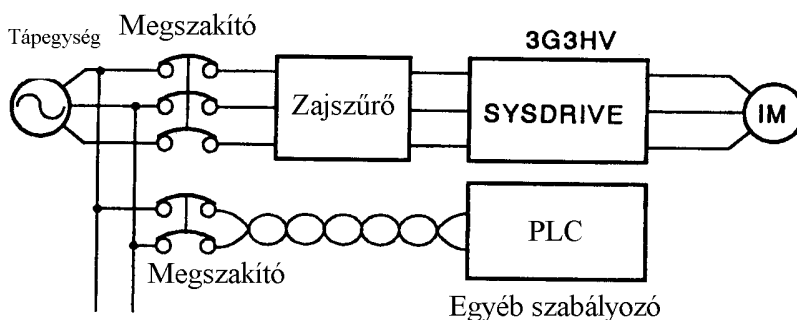 Tápegység
Megszakító
Zajszűrő
3G3HV
SYSDRIVE
IM
Megszakító
PLC
Egyéb szabályozó